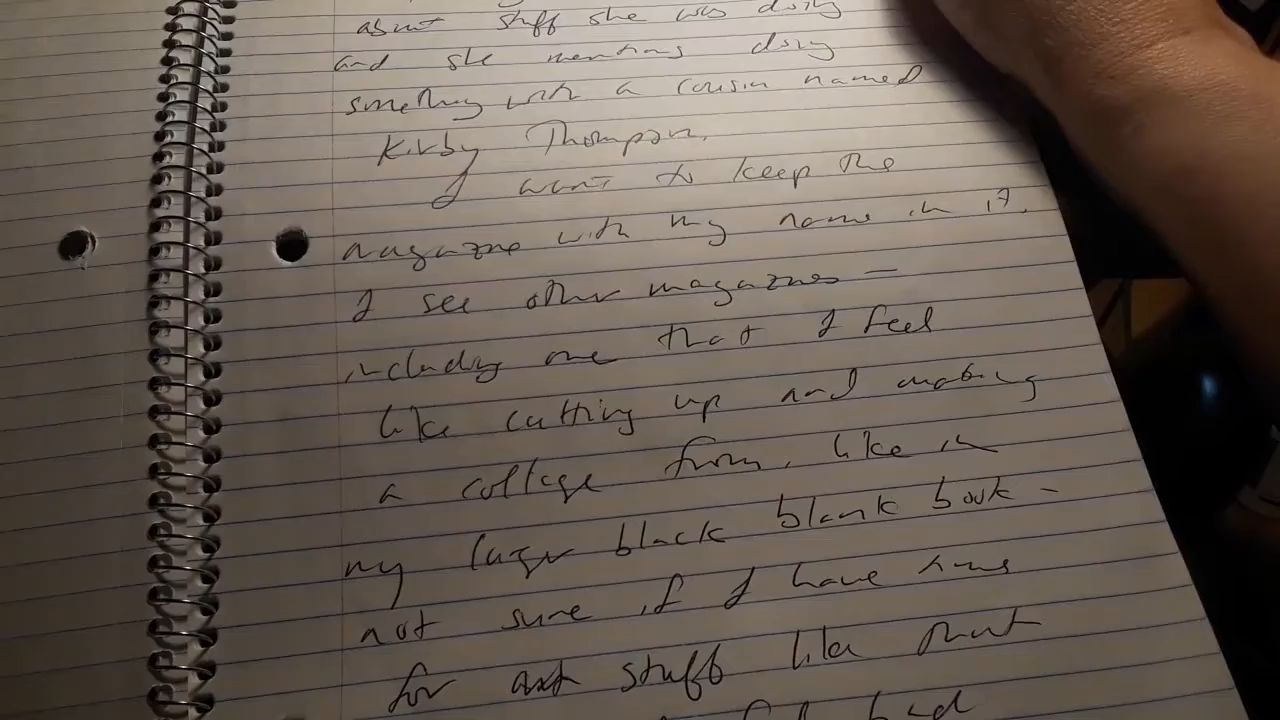 about stuff she was doing
and she mentions doing
something with a cousin named
Kirby Thompson.
I want to keep the
magazine with my name in it.
I see other magazines —
including one that I feel
like cutting up and making
a collage from, like in
my larger black blank book -
not sure if I have time
for art stuff like that
had